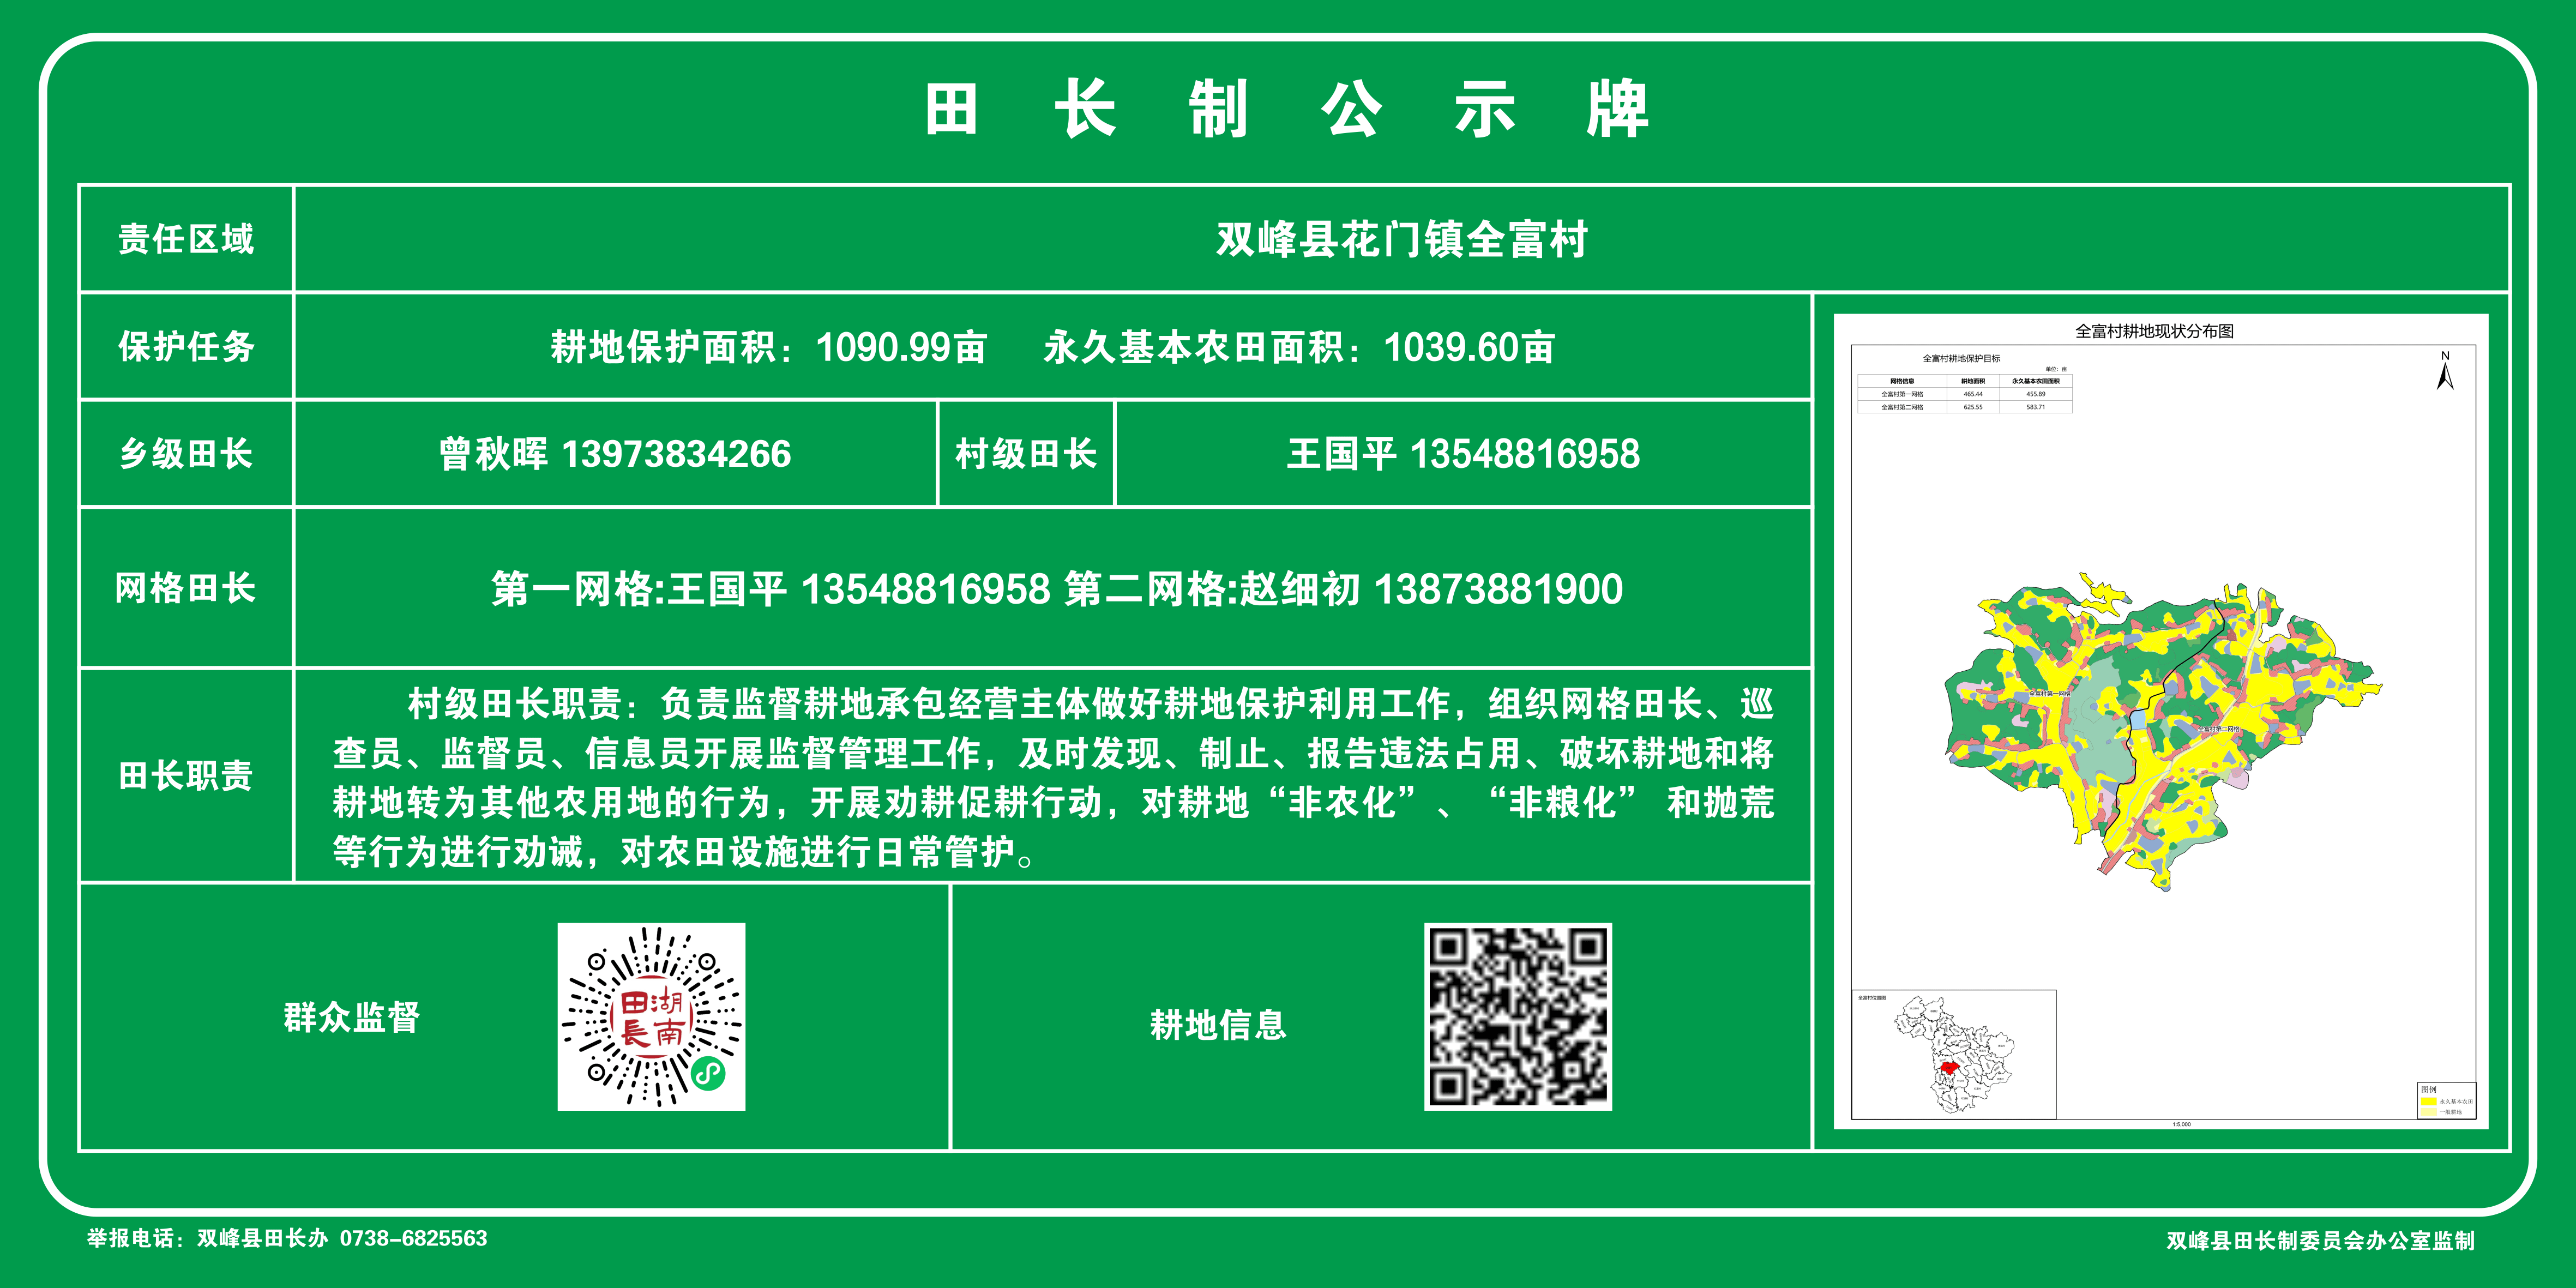 田长制公示牌
责任区域
双峰县花门镇全富村
保护任务
耕地保护面积：1090.99亩 永久基本农田面积：1039.60亩
乡级田长
曾秋晖 13973834266
村级田长
王国平 13548816958
网格田长
第一网格:王国平 13548816958 第二网格:赵细初 13873881900
田长职责
村级田长职责：负责监督耕地承包经营主体做好耕地保护利用工作，组织网格田长、巡
查员、监督员、信息员开展监督管理工作，及时发现、制止、报告违法占用、破坏耕地和将
耕地转为其他农用地的行为，开展劝耕促耕行动，对耕地“非农化”、“非粮化” 和抛荒
等行为进行劝诫，对农田设施进行日常管护。
群众监督
田湖
長南
耕地信息
全富村耕地现状分布图
全富村耕地保护目标
单位：亩
网格信息 耕地面积 永久基本农田面积
全富村第一网格 465.44 455.89
全富村第二网格 625.55 583.71
N
全富村第一网格
全富村第二网格
全富村位置图
图例
永久基本农田
一般耕地
1:5,000
举报电话：双峰县田长办 0738-6825563
双峰县田长制委员会办公室监制